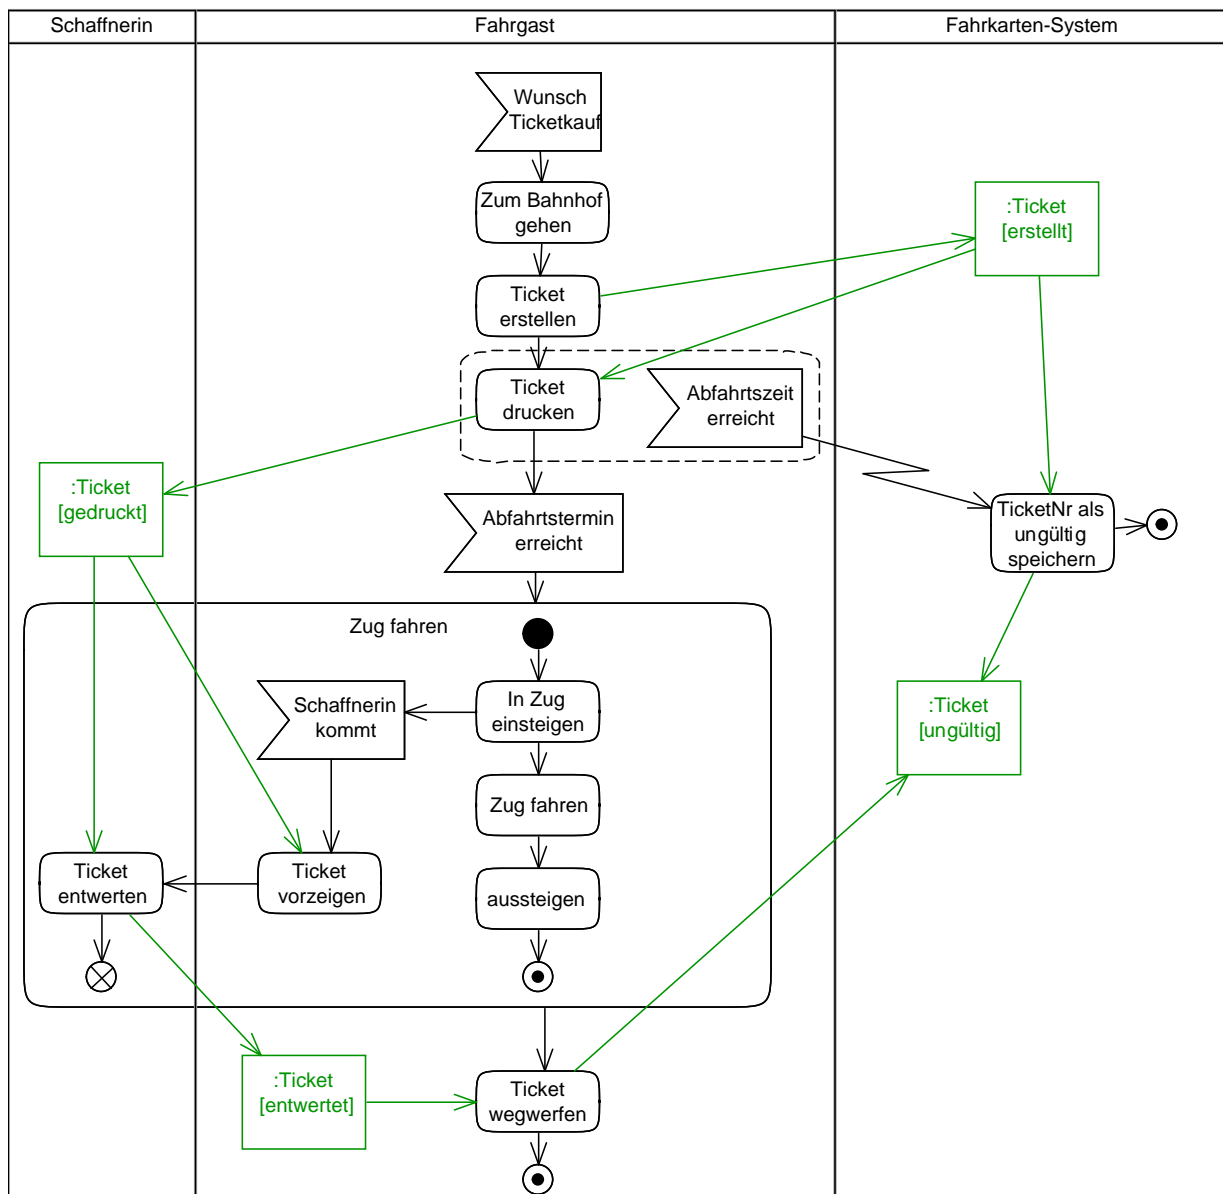 Schaffnerin
Fahrgast
Fahrkarten-System
Wunsch
Ticketkauf
Zum Bahnhof
gehen
:Ticket
[erstellt]
Ticket
erstellen
Ticket
drucken
Abfahrtszeit
erreicht
:Ticket
[gedruckt]
Abfahrtstermin
erreicht
TicketNr als
ungültig
speichern
Zug fahren
Schaffnerin
kommt
In Zug
einsteigen
:Ticket
[ungültig]
Zug fahren
Ticket
entwerten
Ticket
vorzeigen
aussteigen
:Ticket
[entwertet]
Ticket
wegwerfen